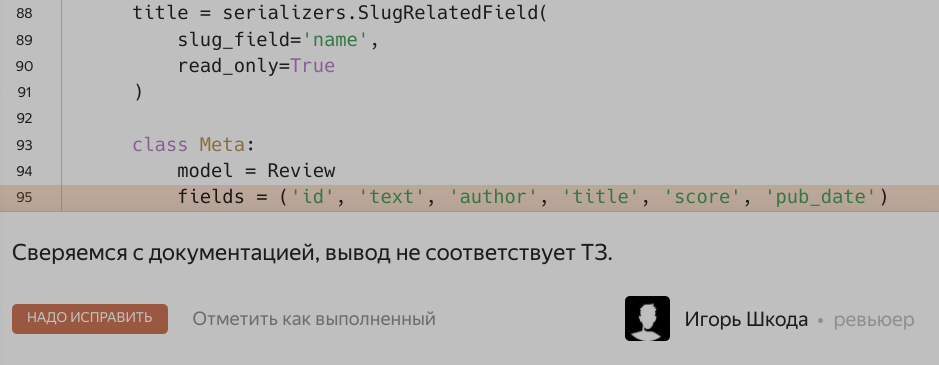 88 title = serializers.SlugRelatedField(
89 slug_field='name',
90 read_only=True
91 )
92
93 class Meta:
94 model = Review
95 fields = ('id', 'text', 'author', 'title', 'score', 'pub_date')
Сверяемся с документацией, вывод не соответствует ТЗ.
НАДО ИСПРАВИТЬ Отметить как выполненный Игорь Шкода • ревьюер